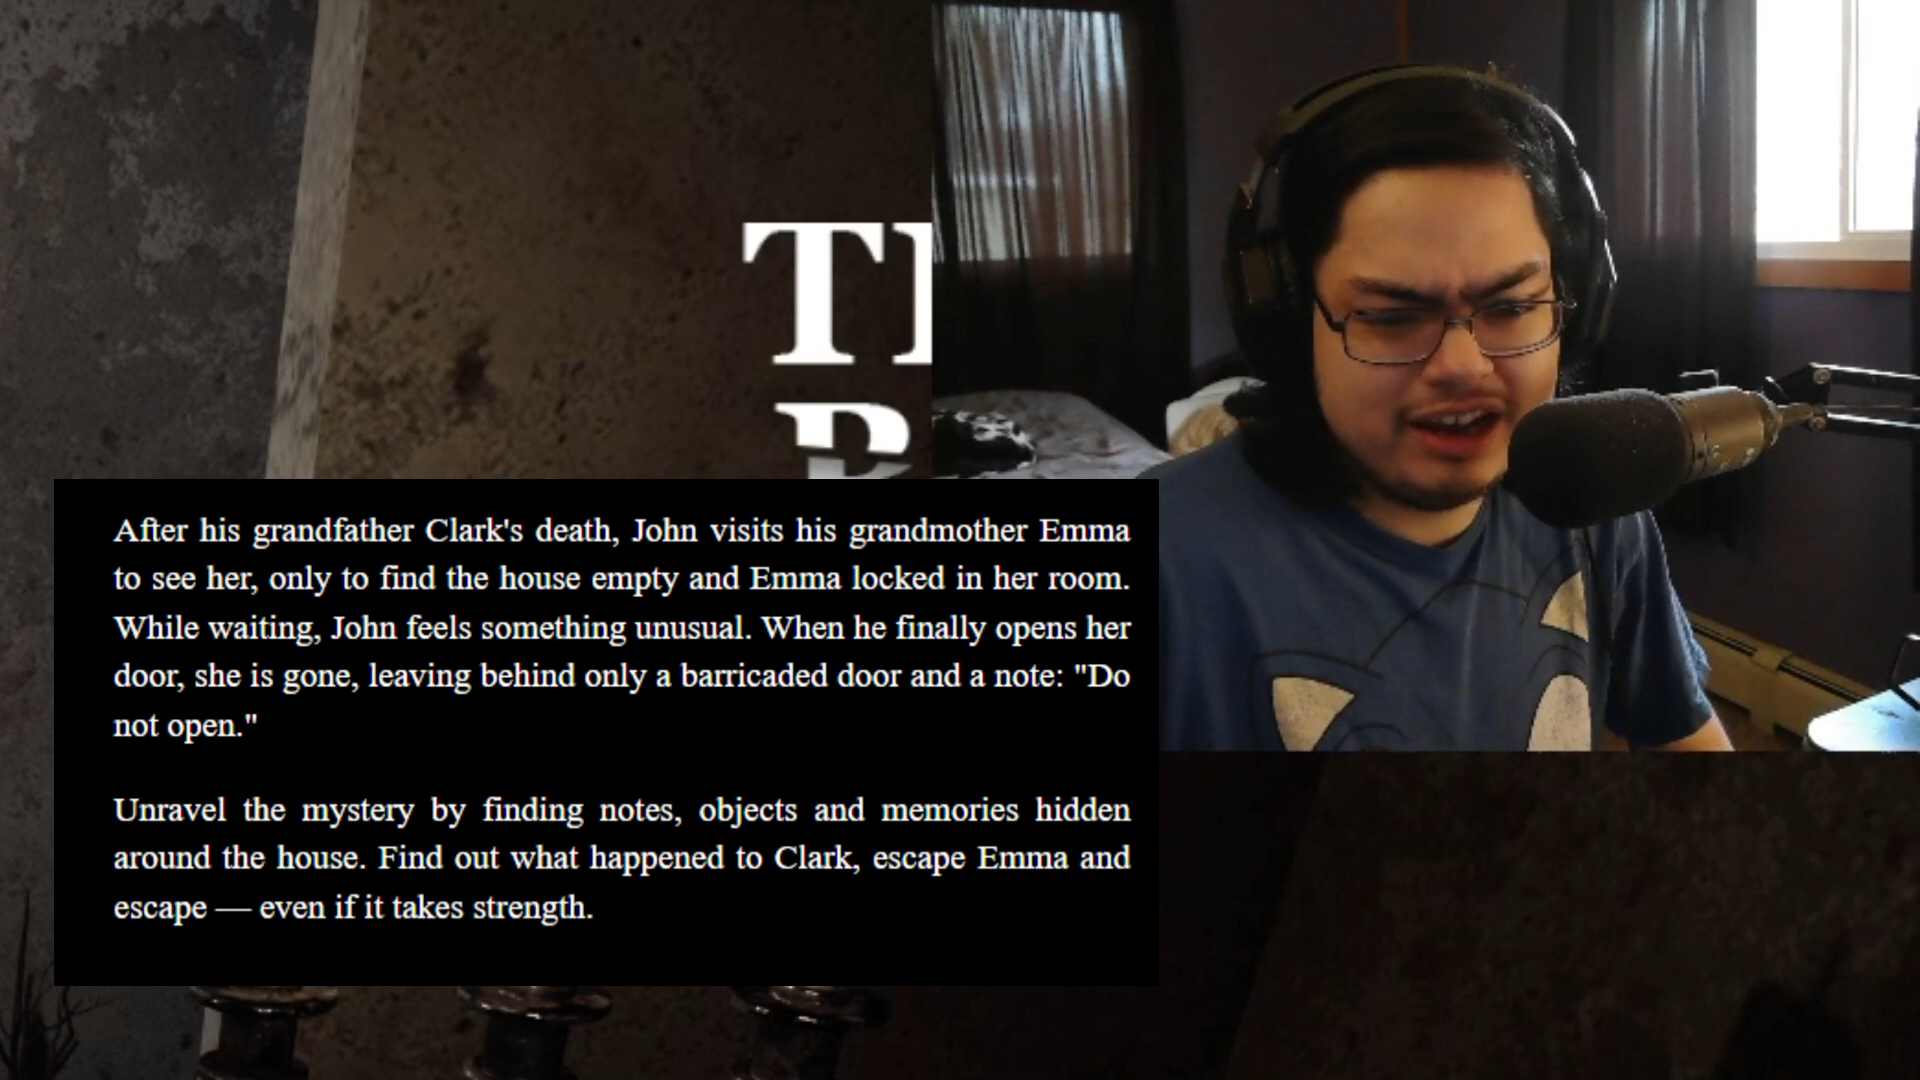 After his grandfather Clark's death, John visits his grandmother Emma
to see her, only to find the house empty and Emma locked in her room.
While waiting, John feels something unusual. When he finally opens her
door, she is gone, leaving behind only a barricaded door and a note: "Do
not open."
Unravel the mystery by finding notes, objects and memories hidden
around the house. Find out what happened to Clark, escape Emma and
escape — even if it takes strength.